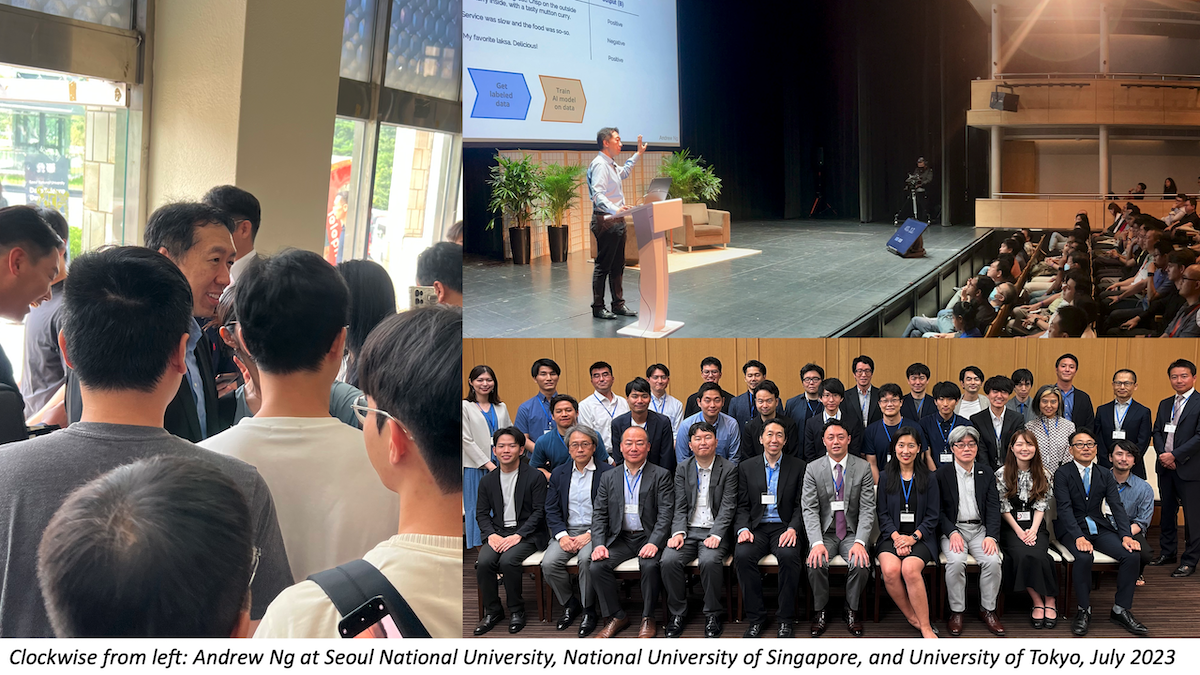 Output (B)
Crisp on the outside
inside, with a tasty mutton curry.
Positive
Service was slow and the food was so-so.
Negative
My favorite laksa. Delicious!
Positive
Get
labeled
data
Train
AI model
on data
Clockwise from left: Andrew Ng at Seoul National University, National University of Singapore, and University of Tokyo, July 2023